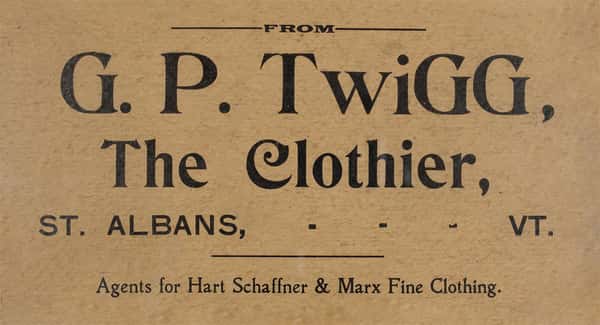 FROM
G. P. TwiGG,
The Clothier,
ST. ALBANS, - - - VT.
Agents for Hart Schaffner & Marx Fine Clothing.